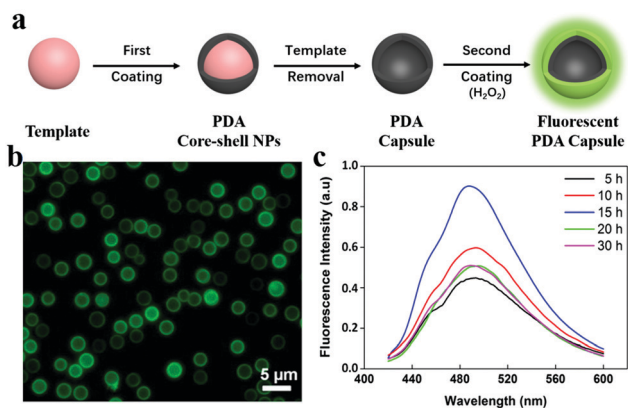 a
First
Coating
Template
Removal
Second
Coating
(H₂O₂)
Template
PDA
Core-shell NPs
PDA
Capsule
Fluorescent
PDA Capsule
b
5 μm
c
Fluorescence Intensity (a.u)
1.0
0.8
0.6
0.4
0.2
0.0
5 h
10 h
15 h
20 h
30 h
400 440 480 520 560 600
Wavelength (nm)